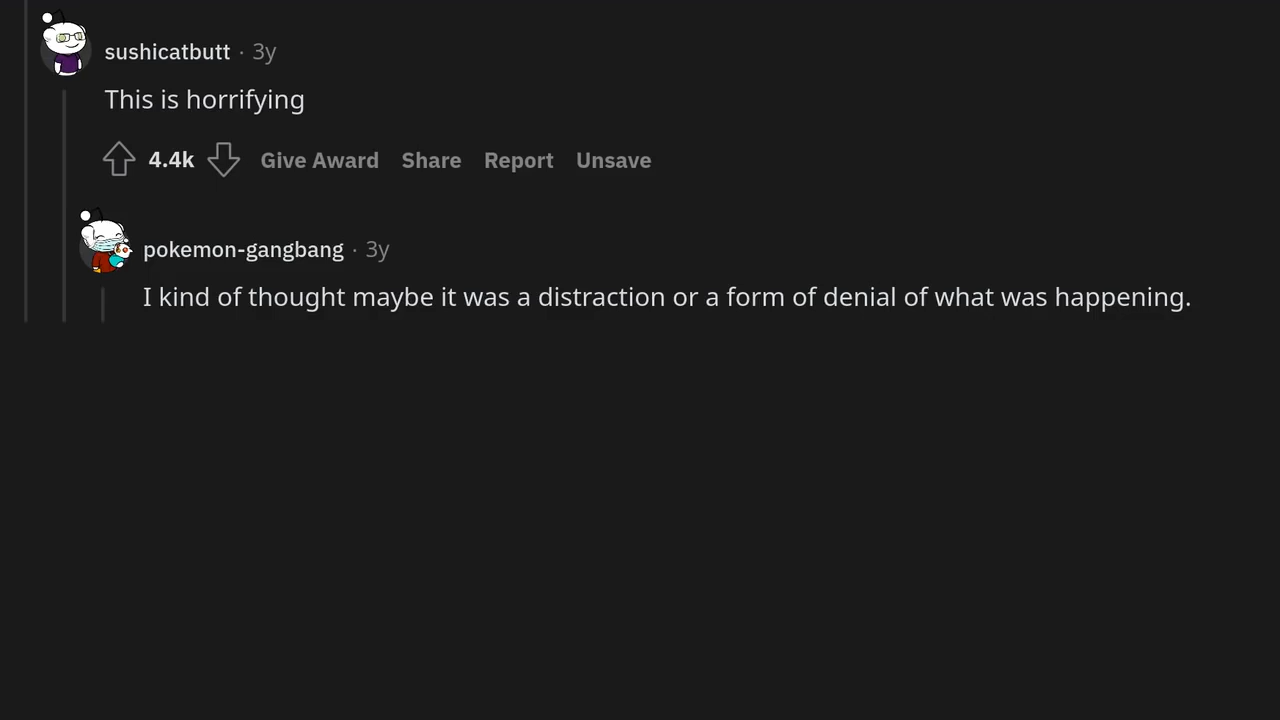 sushicatbutt · 3y
This is horrifying
4.4k Give Award Share Report Unsave
pokemon-gangbang · 3y
I kind of thought maybe it was a distraction or a form of denial of what was happening.